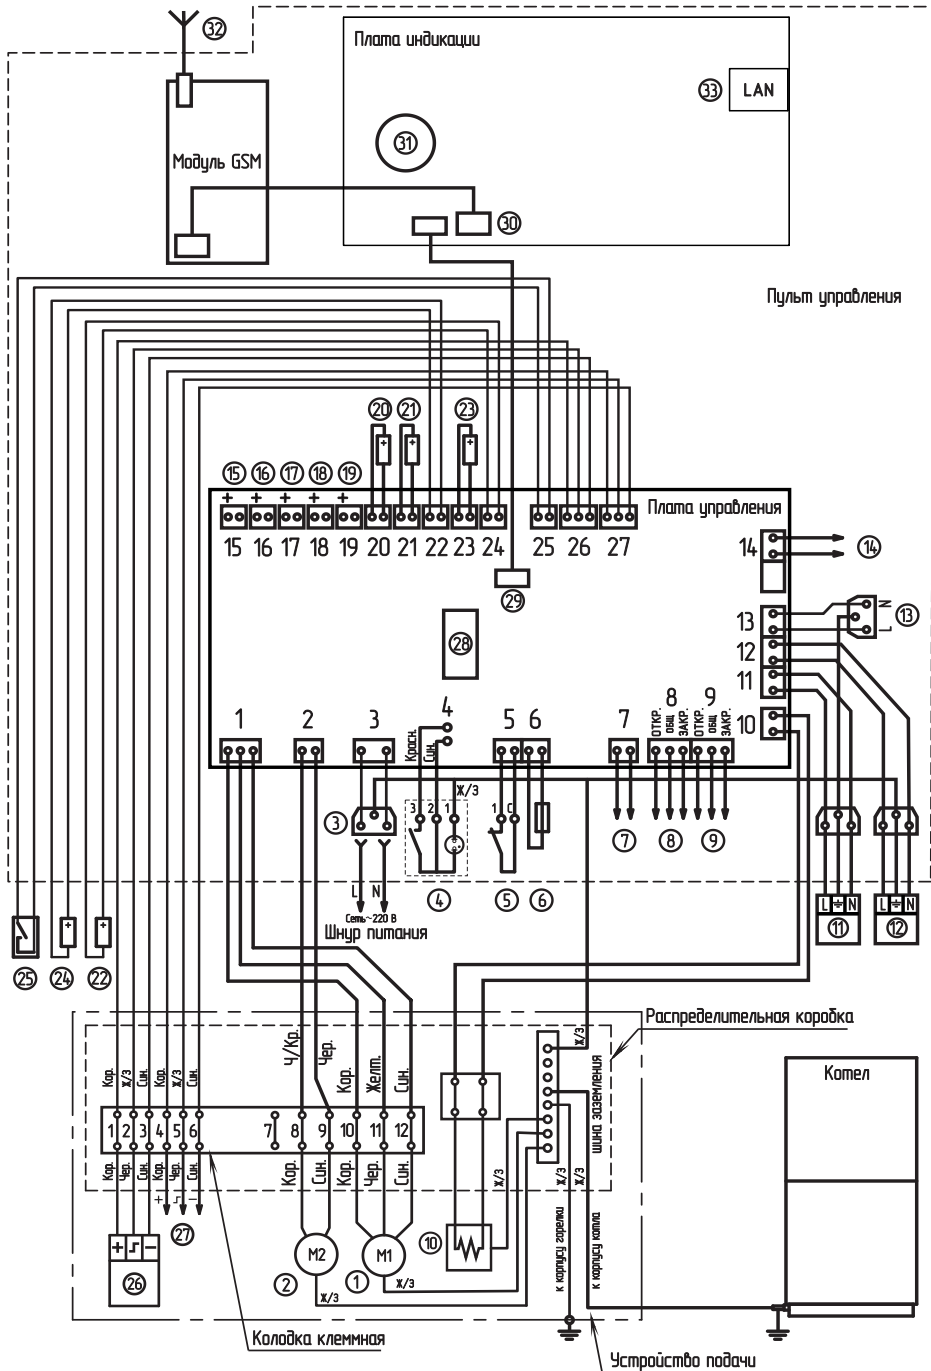 32
Плата индикации
33
LAN
31
Модуль GSM
30
Пульт управления
20
21
23
15
16
17
18
19
+
+
+
+
+
+
+
+
Плата управления
15
16
17
18
19
20
21
22
23
24
25
26
27
14
14
29
13
N
L
13
28
12
11
1
2
3
4
5
6
7
8
9
10
Красн.
Син.
ОТКР.
ОБЩ
ЗАКР.
ОТКР.
ОБЩ
ЗАКР.
Ж/З
3
3
2
1
1
С
7
8
9
L
N
4
5
6
Сеть~220 В
Шнур питания
L
N
L
N
11
12
+
+
25
24
22
Распределительная коробка
Ч/Кр.
Чер.
Ж/З
Кор.
Ж/З
Син.
Кор.
Ж/З
Син.
Кор.
Желт.
Син.
Котел
шина заземления
1
2
3
4
5
6
7
8
9
10
11
12
Кор.
Чер.
Син.
Кор.
Чер.
Син.
Кор.
Син.
Кор.
Чер.
Син.
Ж/З
Ж/З
Ж/З
+
–
27
+
–
26
M2
M1
10
2
1
Ж/З
Ж/З
к корпусу горелки
к корпусу котла
Колодка клеммная
Устройство подачи